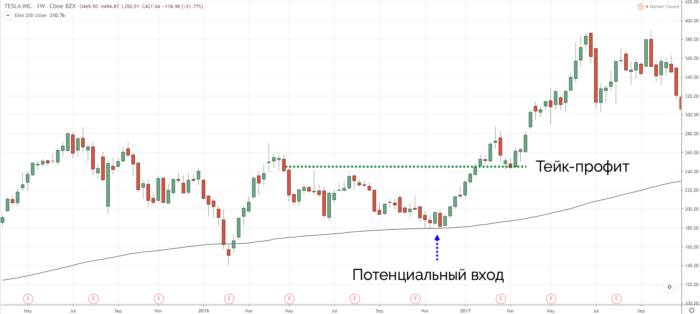 TESLA INC · 1W · Cboe BZX O469.50 H494.87 L350.51 C427.64 −118.98 (−21.77%)
Market Closed
EMA 200 close 310.76
400.00
380.00
360.00
340.00
320.00
300.00
280.00
260.00
240.00
Тейк-профит
220.00
200.00
180.00
160.00
Потенциальный вход
140.00
120.00
E E E E E E E E E E
100.00
May Jul Sep Nov 2016 Mar May Jul Sep Nov 2017 Mar May Jul Sep